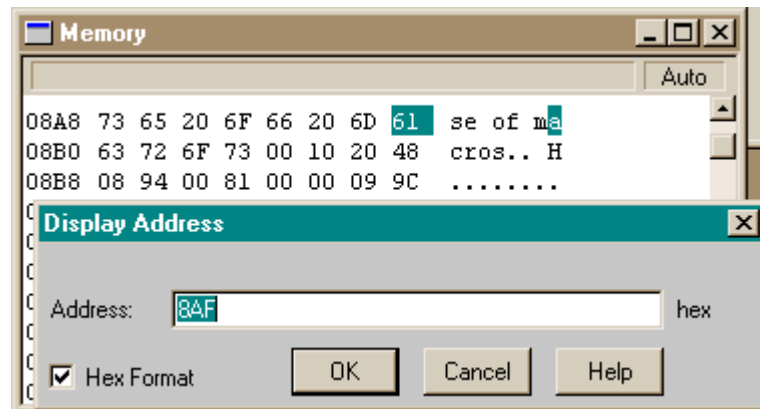 Memory
Auto
08A8 73 65 20 6F 66 20 6D 61 se of ma
08B0 63 72 6F 73 00 10 20 48 cros.. H
08B8 08 94 00 81 00 00 09 9C ........
Display Address
Address: 8AF hex
Hex Format OK Cancel Help